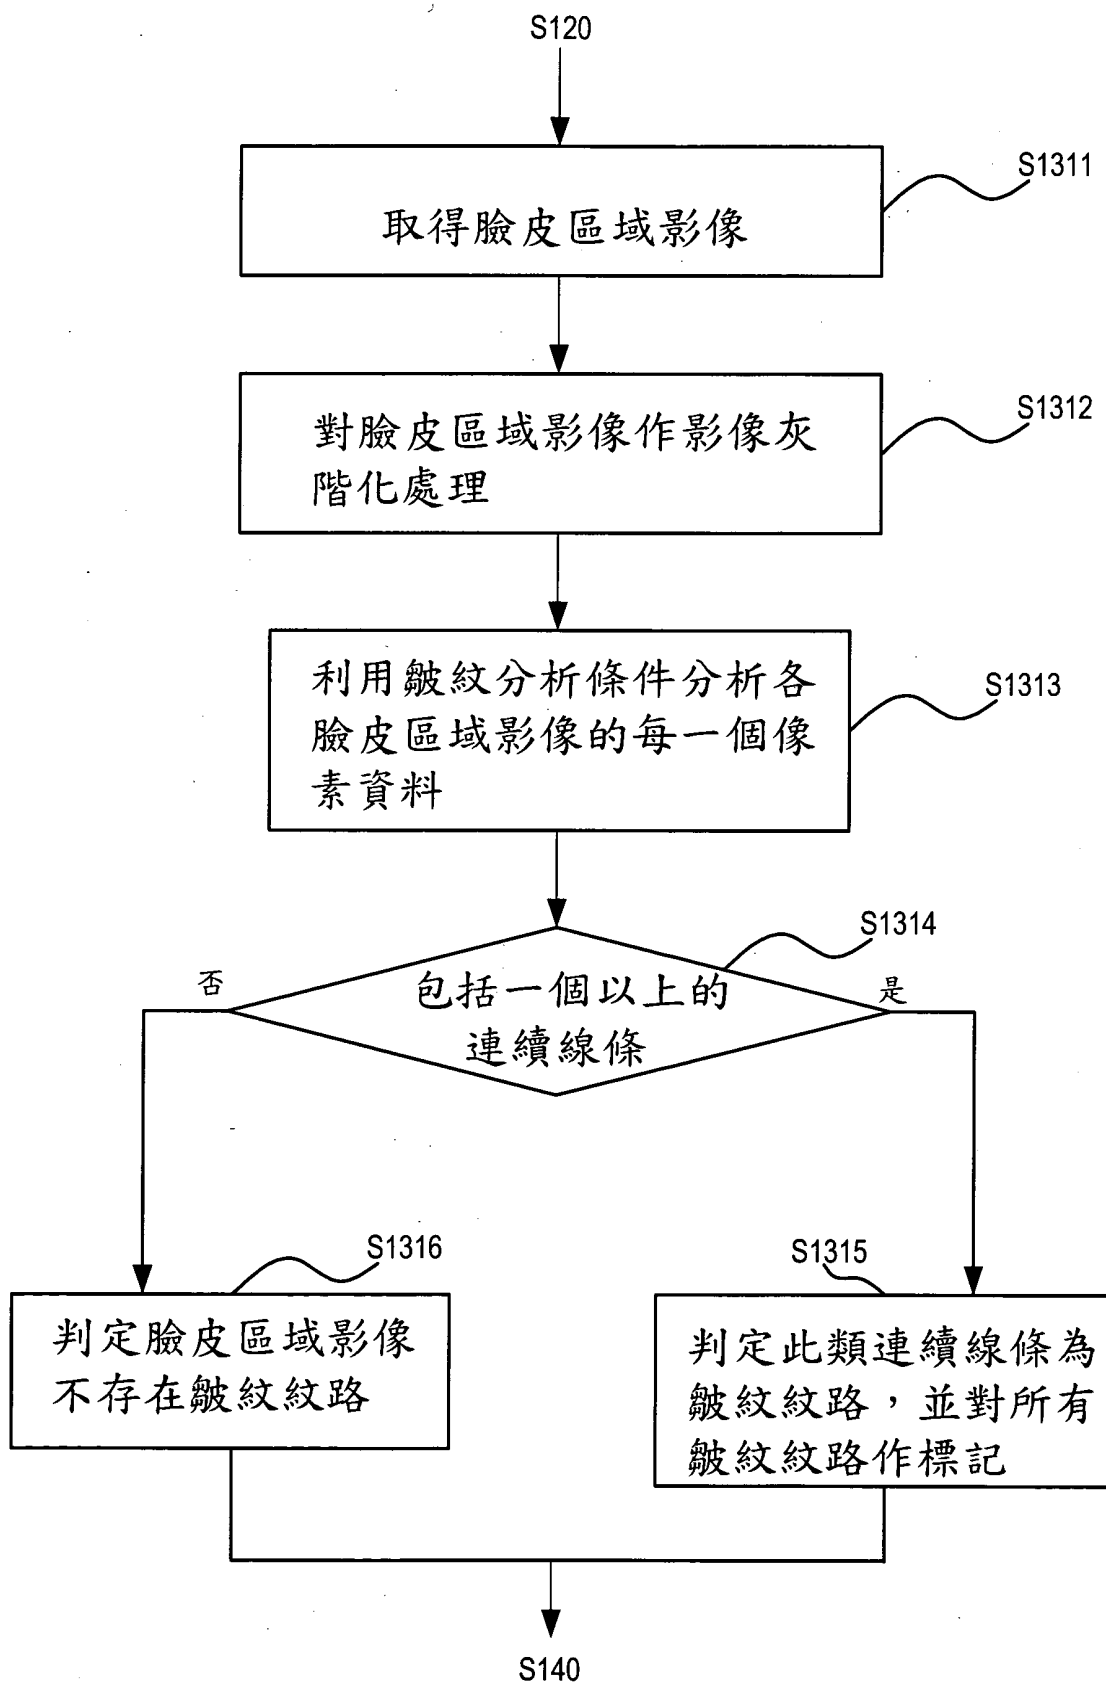 S120
S1311
取得臉皮區域影像
S1312
對臉皮區域影像作影像灰
階化處理
S1313
利用皺紋分析條件分析各
臉皮區域影像的每一個像
素資料
S1314
否
包括一個以上的
是
連續線條
S1316
判定臉皮區域影像
不存在皺紋紋路
S1315
判定此類連續線條為
皺紋紋路，並對所有
皺紋紋路作標記
S140